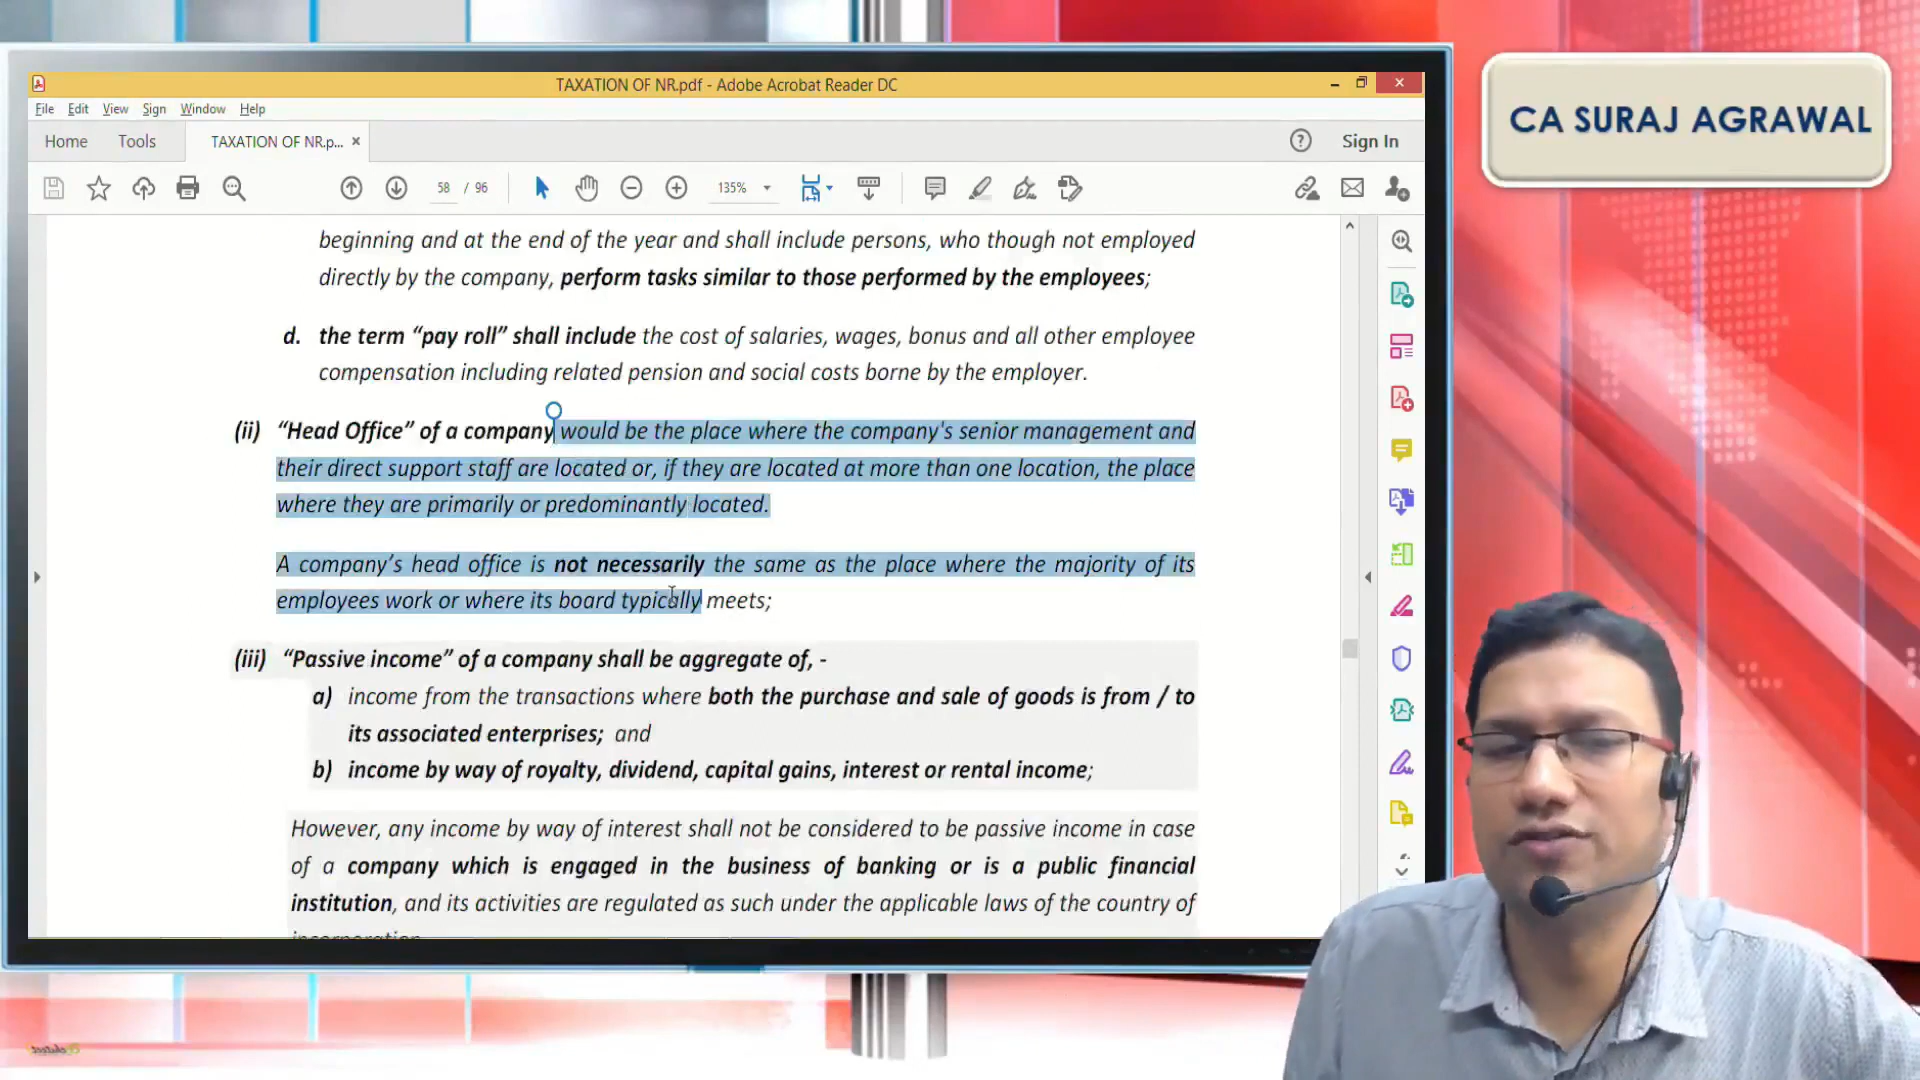 TAXATION OF NR.pdf - Adobe Acrobat Reader DC
File Edit View Sign Window Help
Home Tools TAXATION OF NR.p... × Sign In
58 / 96 135%
CA SURAJ AGRAWAL
beginning and at the end of the year and shall include persons, who though not employed
directly by the company, perform tasks similar to those performed by the employees;
d. the term “pay roll” shall include the cost of salaries, wages, bonus and all other employee
compensation including related pension and social costs borne by the employer.
(ii) “Head Office” of a company would be the place where the company's senior management and
their direct support staff are located or, if they are located at more than one location, the place
where they are primarily or predominantly located.
A company’s head office is not necessarily the same as the place where the majority of its
employees work or where its board typically meets;
(iii) “Passive income” of a company shall be aggregate of, -
a) income from the transactions where both the purchase and sale of goods is from / to
its associated enterprises; and
b) income by way of royalty, dividend, capital gains, interest or rental income;
However, any income by way of interest shall not be considered to be passive income in case
of a company which is engaged in the business of banking or is a public financial
institution, and its activities are regulated as such under the applicable laws of the country of